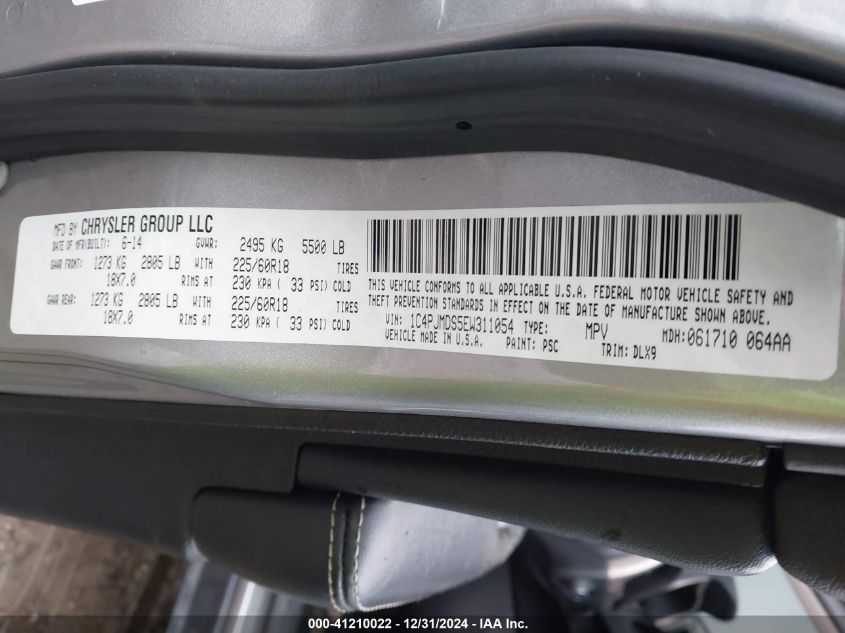 MFD BY CHRYSLER GROUP LLC
DATE OF MFR(BUILT): 6-14 GVWR: 2495 KG 5500 LB
GAWR FRONT: 1273 KG 2805 LB WITH 225/60R18 TIRES
18X7.0 RIMS AT 230 KPA ( 33 PSI) COLD
GAWR REAR: 1273 KG 2805 LB WITH 225/60R18 TIRES
18X7.0 RIMS AT 230 KPA ( 33 PSI) COLD
THIS VEHICLE CONFORMS TO ALL APPLICABLE U.S.A. FEDERAL MOTOR VEHICLE SAFETY AND
THEFT PREVENTION STANDARDS IN EFFECT ON THE DATE OF MANUFACTURE SHOWN ABOVE.
VIN: 1C4PJMDS5EW311054 TYPE: MPV MDH: 061710 064AA
VEHICLE MADE IN U.S.A. PAINT: PSC TRIM: DLX9
000-41210022 - 12/31/2024 - IAA Inc.